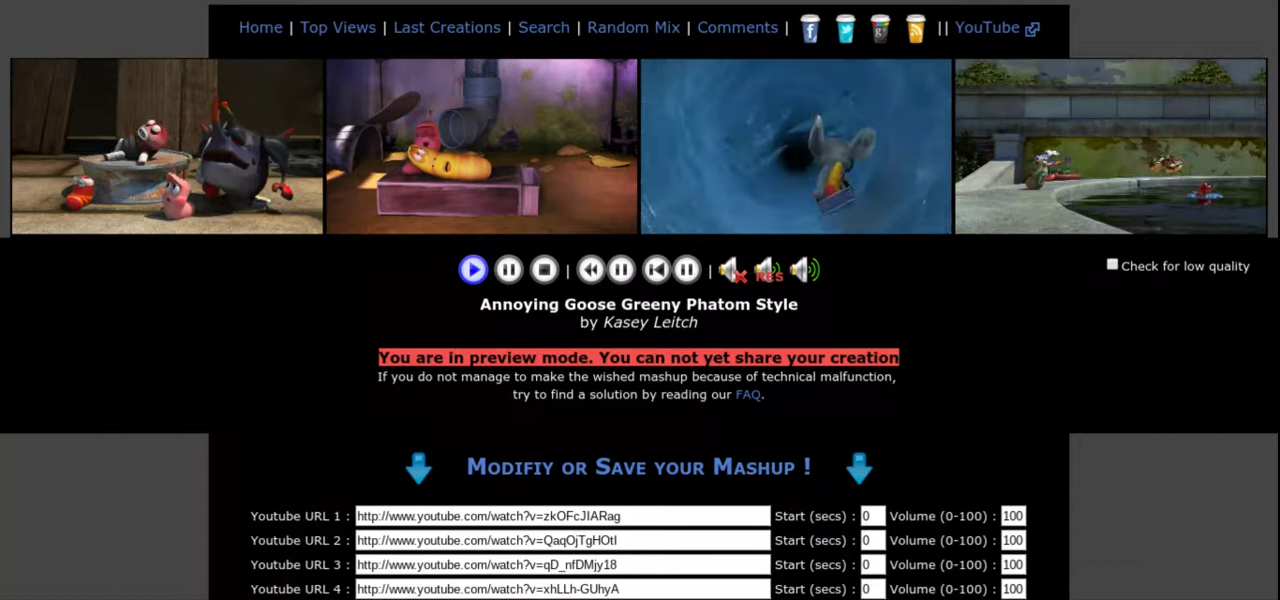 Home | Top Views | Last Creations | Search | Random Mix | Comments | || YouTube
| | RES
Check for low quality
Annoying Goose Greeny Phatom Style
by Kasey Leitch
You are in preview mode. You can not yet share your creation
If you do not manage to make the wished mashup because of technical malfunction,
try to find a solution by reading our FAQ.
Modifiy or Save your Mashup !
Youtube URL 1 : http://www.youtube.com/watch?v=zkOFcJIARag Start (secs) : 0 Volume (0-100) : 100
Youtube URL 2 : http://www.youtube.com/watch?v=QaqOjTgHOtI Start (secs) : 0 Volume (0-100) : 100
Youtube URL 3 : http://www.youtube.com/watch?v=qD_nfDMjy18 Start (secs) : 0 Volume (0-100) : 100
Youtube URL 4 : http://www.youtube.com/watch?v=xhLLh-GUhyA Start (secs) : 0 Volume (0-100) : 100